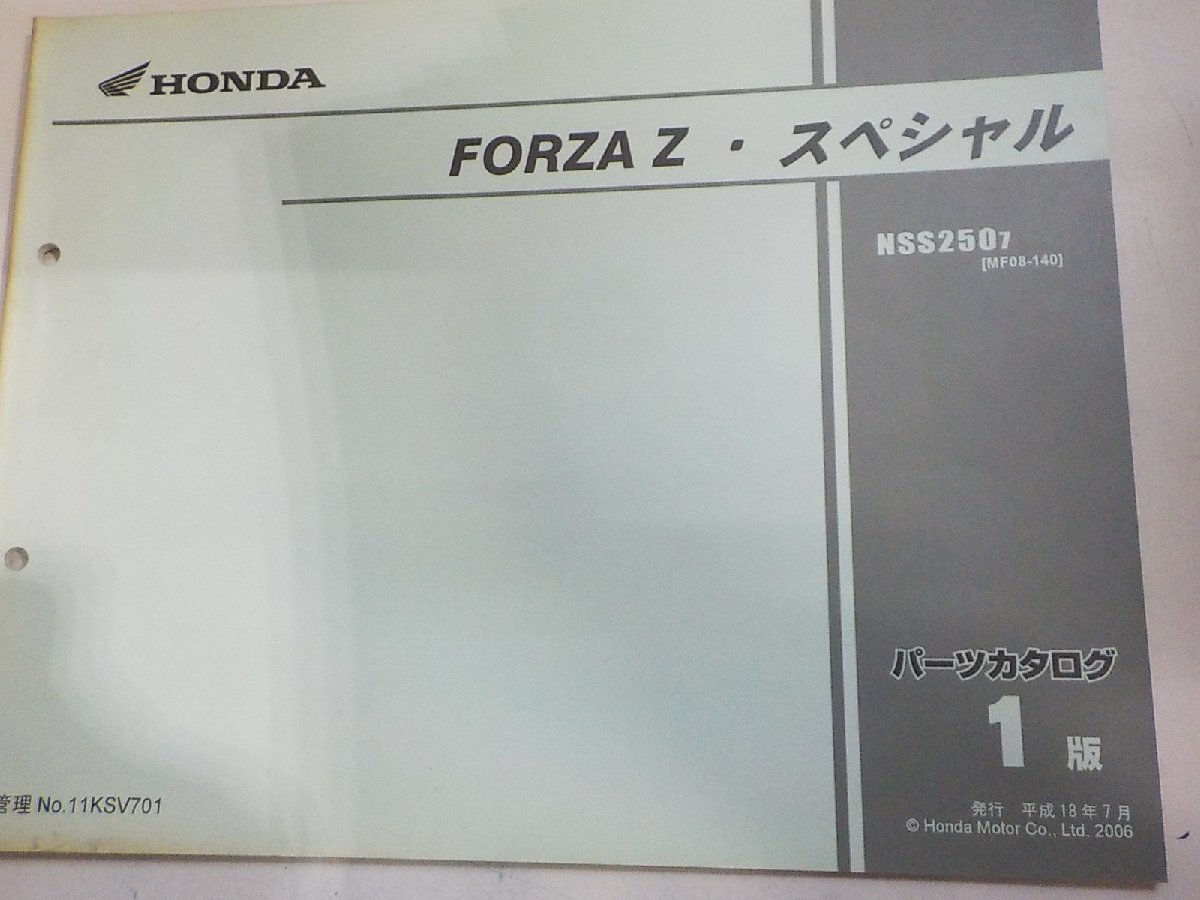 HONDA
FORZA Z ・ スペシャル
NSS2507
[MF08-140]
パーツカタログ
1版
管理 No.11KSV701
発行 平成18年7月
© Honda Motor Co., Ltd. 2006